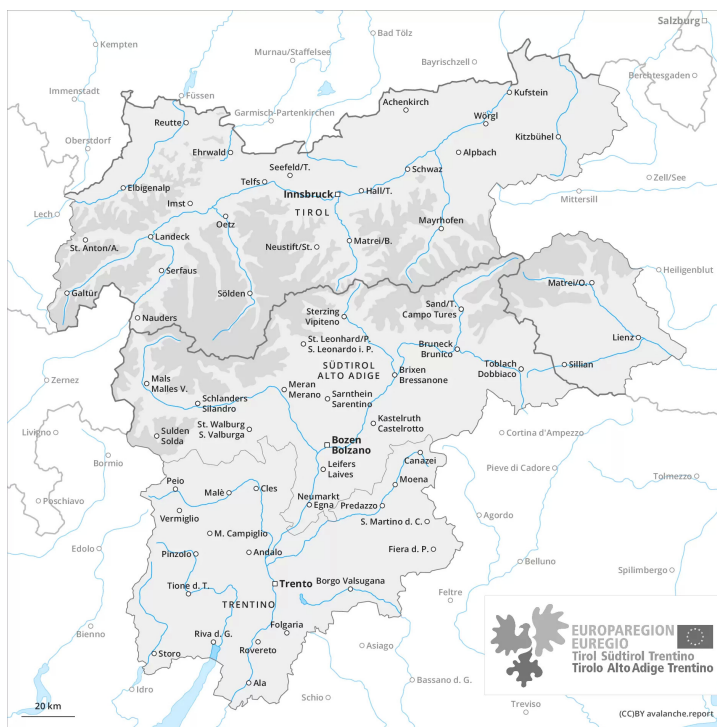 Salzburg
Kempten
Bad Tölz
Murnau/Staffelsee
Bayrischzell
Berchtesgaden
Immenstadt
Füssen
Garmisch-Partenkirchen
Achenkirch
Kufstein
Reutte
Wörgl
Oberstdorf
Ehrwald
Kitzbühel
Alpbach
Seefeld/T.
Schwaz
Zell/See
Telfs
Elbigenalp
Innsbruck
Hall/T.
Mittersill
Imst
TIROL
Lech
Oetz
Mayrhofen
St. Anton/A.
Landeck
Neustift/St.
Matrei/B.
Serfaus
Heiligenblut
Galtür
Sölden
Matrei/O.
Nauders
Sterzing
Vipiteno
Sand/T.
Campo Tures
St. Leonhard/P.
S. Leonardo i. P.
Bruneck
Brunico
Lienz
SÜDTIROL
ALTO ADIGE
Brixen
Bressanone
Toblach
Dobbiaco
Sillian
Zernez
Mals
Malles V.
Meran
Merano
Schlanders
Silandro
Sarnthein
Sarentino
St. Walburg
S. Valburga
Kastelruth
Castelrotto
Livigno
Sulden
Solda
Bozen
Bolzano
Cortina d'Ampezzo
Bormio
Canazei
Leifers
Laives
Pieve di Cadore
Tolmezzo
Peio
Malè
Cles
Moena
Poschiavo
Neumarkt
Egna
Predazzo
Vermiglio
S. Martino d. C.
Agordo
M. Campiglio
Edolo
Pinzolo
Andalo
Fiera d. P.
Belluno
Spilimbergo
Tione d. T.
Trento
Borgo Valsugana
Feltre
TRENTINO
Folgaria
Bienno
Riva d. G.
Rovereto
Asiago
Storo
Idro
Ala
Schio
Bassano d. G.
Treviso
EUROPAREGION
EUREGIO
Tirol Südtirol Trentino
Tirolo Alto Adige Trentino
20 km
(CC)BY avalanche.report